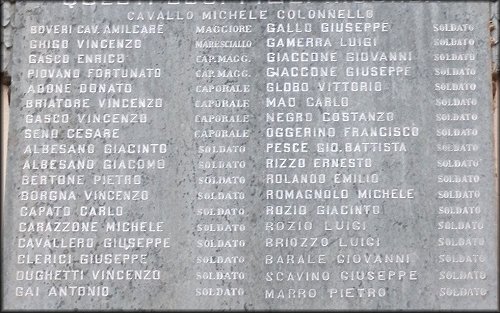 CAVALLO MICHELE COLONNELLO
BOVERI CAV. AMILCARE MAGGIORE
GHIGO VINCENZO MARESCIALLO
GASCO ENRICO CAP. MAGG.
PIOVANO FORTUNATO CAP. MAGG.
ADONE DONATO CAPORALE
BRIATORE VINCENZO CAPORALE
GASCO VINCENZO CAPORALE
SENO CESARE CAPORALE
ALBESANO GIACINTO SOLDATO
ALBESANO GIACOMO SOLDATO
BERTONE PIETRO SOLDATO
BORGNA VINCENZO SOLDATO
CAPATO CARLO SOLDATO
CARAZZONE MICHELE SOLDATO
CAVALLERO GIUSEPPE SOLDATO
CLERICI GIUSEPPE SOLDATO
DUGHETTI VINCENZO SOLDATO
GAI ANTONIO SOLDATO
GALLO GIUSEPPE SOLDATO
GAMERRA LUIGI SOLDATO
GIACCONE GIOVANNI SOLDATO
GIACCONE GIUSEPPE SOLDATO
GLOBO VITTORIO SOLDATO
MAO CARLO SOLDATO
NEGRO COSTANZO SOLDATO
OGGERINO FRANCISCO SOLDATO
PESCE GIO. BATTISTA SOLDATO
RIZZO ERNESTO SOLDATO
ROLANDO EMILIO SOLDATO
ROMAGNOLO MICHELE SOLDATO
ROZIO GIACINTO SOLDATO
ROZIO LUIGI SOLDATO
BRIOZZO LUIGI SOLDATO
BARALE GIOVANNI SOLDATO
SCAVINO GIUSEPPE SOLDATO
MARRO PIETRO SOLDATO